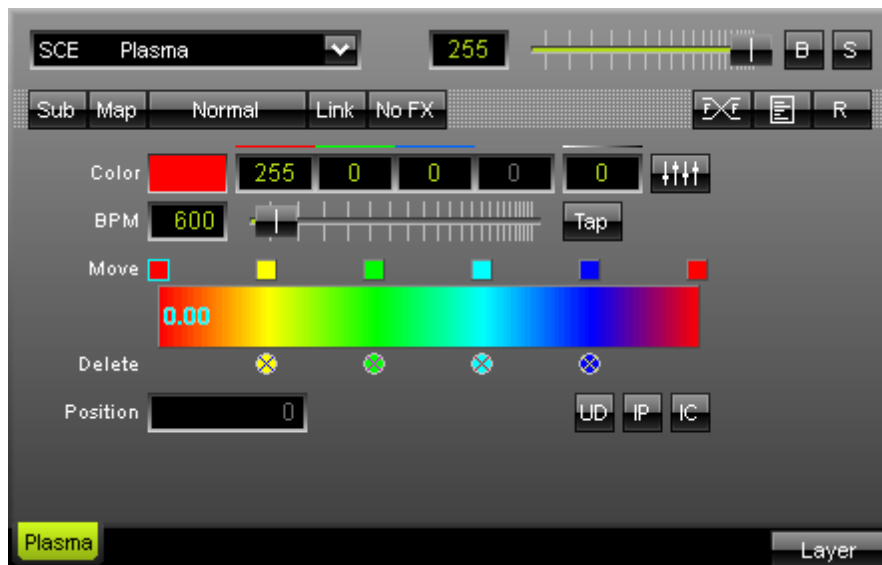 SCE Plasma 255 B S
Sub Map Normal Link No FX FXF R
Color 255 0 0 0 0
BPM 600 Tap
Move
0.00
Delete
Position 0 UD IP IC
Plasma Layer